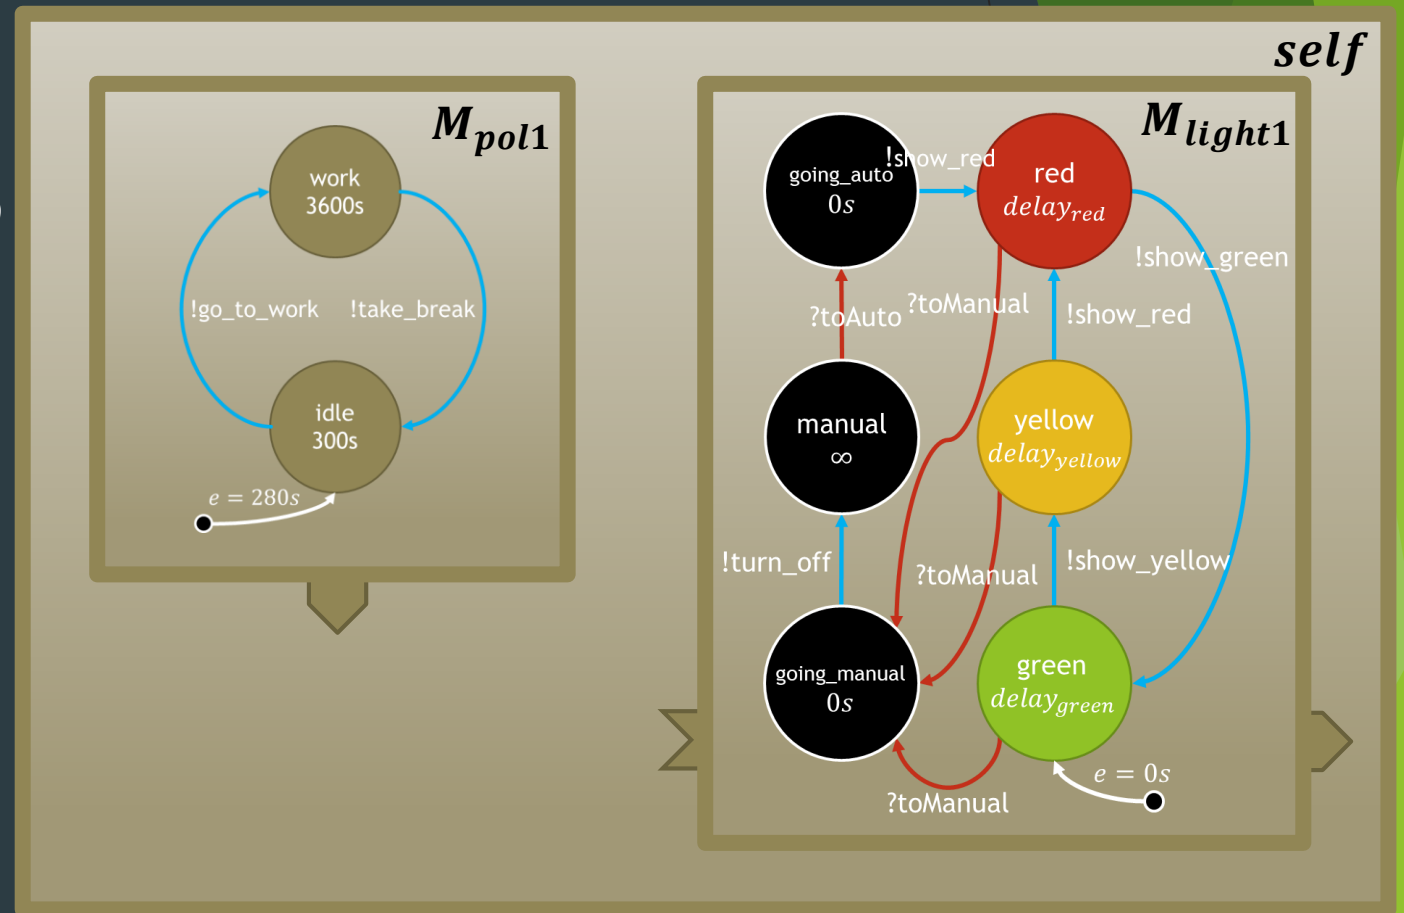 self
M_pol1
work
3600s
!go_to_work
!take_break
idle
300s
e = 280s
M_light1
going_auto
0s
!show_red
red
delay_red
!show_green
?toAuto
?toManual
!show_red
manual
∞
yellow
delay_yellow
!turn_off
?toManual
!show_yellow
going_manual
0s
green
delay_green
e = 0s
?toManual